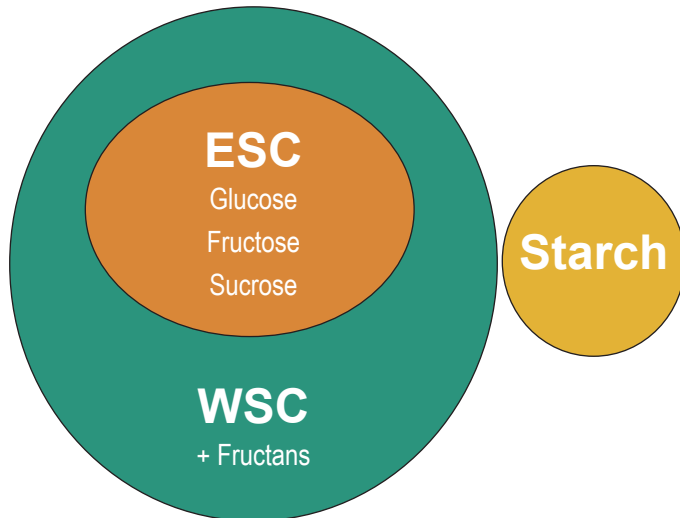 ESC
Glucose
Fructose
Sucrose
Starch
WSC
+ Fructans